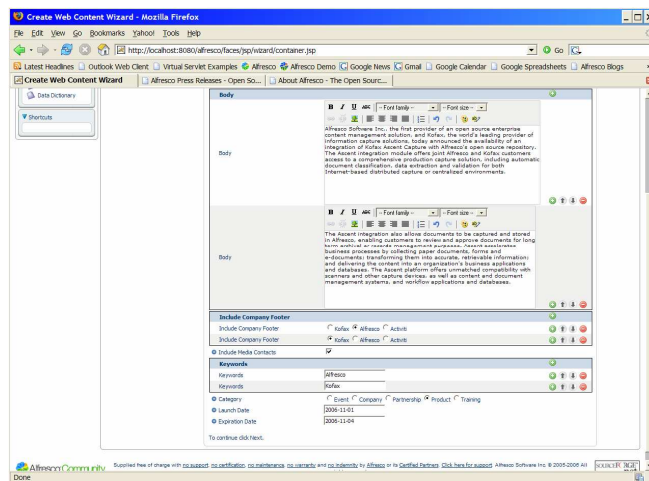 Create Web Content Wizard - Mozilla Firefox
File Edit View Go Bookmarks Yahoo! Tools Help
http://localhost:8080/alfresco/faces/jsp/wizard/container.jsp Go
Latest Headlines Outlook Web Client Virtual Servlet Examples Alfresco Alfresco Demo Google News Gmail Google Calendar Google Spreadsheets Alfresco Blogs
Create Web Content Wizard Alfresco Press Releases - Open So... About Alfresco - The Open Sourc...
Data Dictionary
Shortcuts
Body
B I U ABC -- Font family -- -- Font size --
Body
Alfresco Software Inc., the first provider of an open source enterprise
content management solution, and Kofax, the world's leading provider of
information capture solutions, today announced the availability of an
integration of Kofax Ascent Capture with Alfresco's open source repository.
The Ascent integration module offers joint Alfresco and Kofax customers
access to a comprehensive production capture solution, including automatic
document classification, data extraction and validation for both
Internet-based distributed capture or centralized environments.
B I U ABC -- Font family -- -- Font size --
Body
The Ascent integration also allows documents to be captured and stored
in Alfresco, enabling customers to review and approve documents for long
term archival or records management purposes. Ascent accelerates
business processes by collecting paper documents, forms and
e-documents; transforming them into accurate, retrievable information;
and delivering the content into an organization's business applications
and databases. The Ascent platform offers unmatched compatibility with
scanners and other capture devices, as well as content and document
management systems, and workflow applications and databases.
Include Company Footer
Include Company Footer Kofax Alfresco Activiti
Include Company Footer Kofax Alfresco Activiti
Include Media Contacts
Keywords
Keywords Alfresco
Keywords Kofax
Category Event Company Partnership Product Training
Launch Date 2006-11-01
Expiration Date 2006-11-04
To continue click Next.
Alfresco Community Supplied free of charge with no support, no certification, no maintenance, no warranty and no indemnity by Alfresco or its Certified Partners. Click here for support. Alfresco Software Inc. © 2005-2006 All
Done